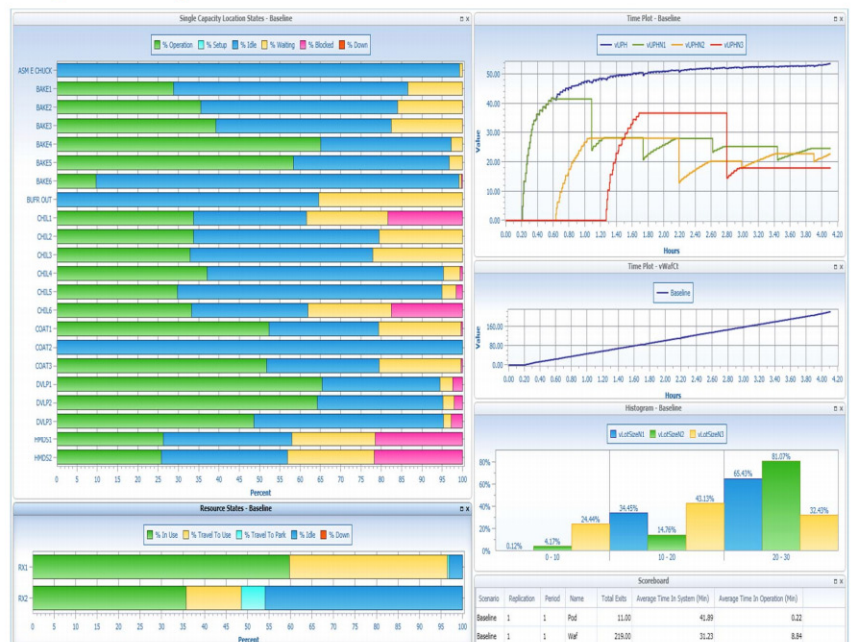 Single Capacity Location States - Baseline
% Operation % Setup % Idle % Waiting % Blocked % Down
ASM E CHUCK
BAKE1
BAKE2
BAKE3
BAKE4
BAKE5
BAKE6
BUFR OUT
CHIL1
CHIL2
CHIL3
CHIL4
CHIL5
CHIL6
COAT1
COAT2
COAT3
DVLP1
DVLP2
DVLP3
HMDS1
HMDS2
0 5 10 15 20 25 30 35 40 45 50 55 60 65 70 75 80 85 90 95 100
Percent
Resource States - Baseline
% In Use % Travel To Use % Travel To Park % Idle % Down
RX1
RX2
0 5 10 15 20 25 30 35 40 45 50 55 60 65 70 75 80 85 90 95 100
Percent
Time Plot - Baseline
vUPH vUPHN1 vUPHN2 vUPHN3
50.00
40.00
30.00
20.00
10.00
0.00
Value
0.00 0.20 0.40 0.60 0.80 1.00 1.20 1.40 1.60 1.80 2.00 2.20 2.40 2.60 2.80 3.00 3.20 3.40 3.60 3.80 4.00 4.20
Hours
Time Plot - vWafCt
Baseline
160.00
80.00
0.00
Value
0.00 0.20 0.40 0.60 0.80 1.00 1.20 1.40 1.60 1.80 2.00 2.20 2.40 2.60 2.80 3.00 3.20 3.40 3.60 3.80 4.00 4.20
Hours
Histogram - Baseline
vLotSizeN1 vLotSizeN2 vLotSizeN3
80%
60%
40%
20%
0%
0.12% 4.17% 24.44% 34.45% 14.76% 43.13% 65.43% 81.07% 32.43%
0 - 10 10 - 20 20 - 30
Scoreboard
Scenario Replication Period Name Total Exits Average Time In System (Min) Average Time In Operation (Min)
Baseline 1 1 Pod 11.00 41.89 0.22
Baseline 1 1 Waf 219.00 31.23 8.84